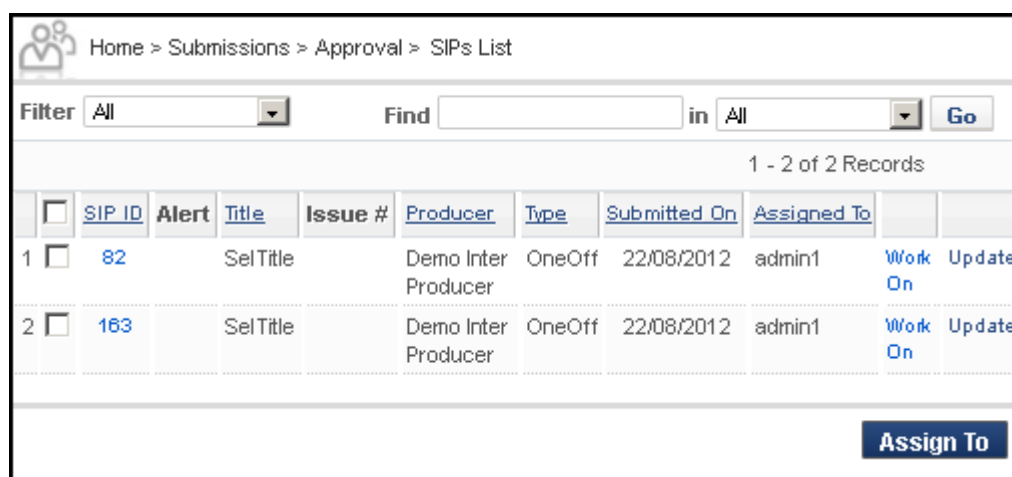 Home > Submissions > Approval > SIPs List
Filter All Find in All Go
1 - 2 of 2 Records
SIP ID Alert Title Issue # Producer Type Submitted On Assigned To
1 82 SelTitle Demo Inter OneOff 22/08/2012 admin1 Work Update
Producer On
2 163 SelTitle Demo Inter OneOff 22/08/2012 admin1 Work Update
Producer On
Assign To